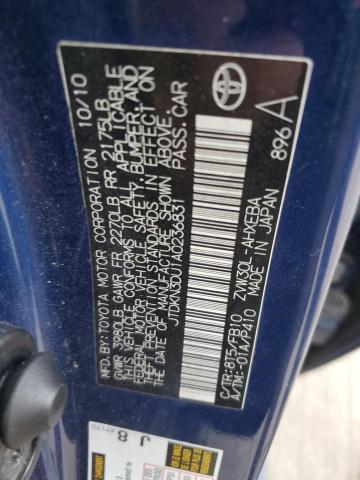 MFD. BY: TOYOTA MOTOR CORPORATION 10/10
GVWR 3980LB GAWR FR 2270LB RR 2175LB
THIS VEHICLE CONFORMS TO ALL APPLICABLE
FEDERAL MOTOR VEHICLE SAFETY, BUMPER, AND
THEFT PREVENTION STANDARDS IN EFFECT ON
THE DATE OF MANUFACTURE SHOWN ABOVE.
JTDKN3DU1A0236831 PASS. CAR
C/TR:8T5/FB10 ZVW30L-AHXEBA
A/TM:-01A/P410 MADE IN JAPAN 896 A
TOYOTA